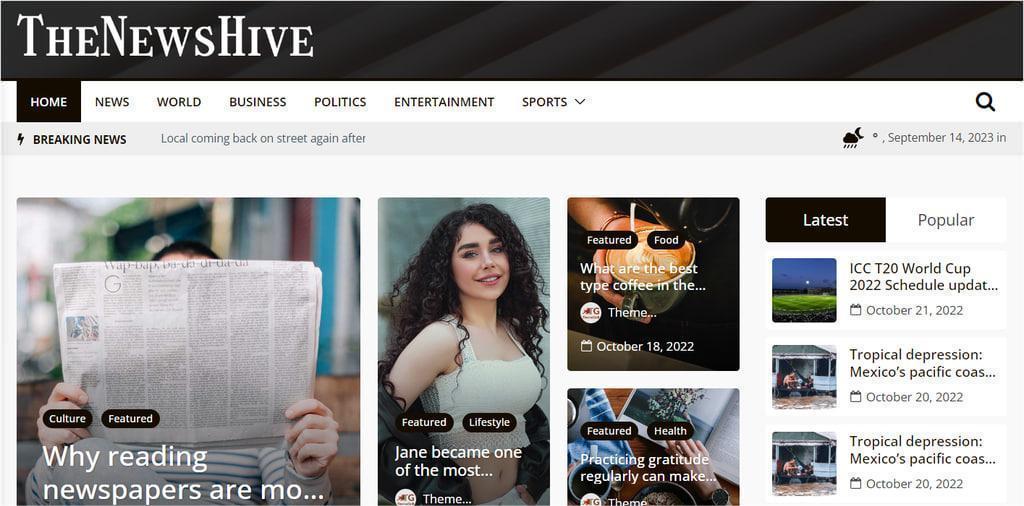 THENEWSHIVE
HOME NEWS WORLD BUSINESS POLITICS ENTERTAINMENT SPORTS
BREAKING NEWS Local coming back on street again after
° , September 14, 2023 in
Wap-bap, ba-da-di-da-da
G
Culture Featured
Why reading
newspapers are mo...
Featured Lifestyle
Jane became one
of the most...
Theme...
Featured Food
What are the best
type coffee in the...
Theme...
October 18, 2022
Featured Health
Practicing gratitude
regularly can make...
Theme...
Latest Popular
ICC T20 World Cup
2022 Schedule updat...
October 21, 2022
Tropical depression:
Mexico’s pacific coas...
October 20, 2022
Tropical depression:
Mexico’s pacific coas...
October 20, 2022